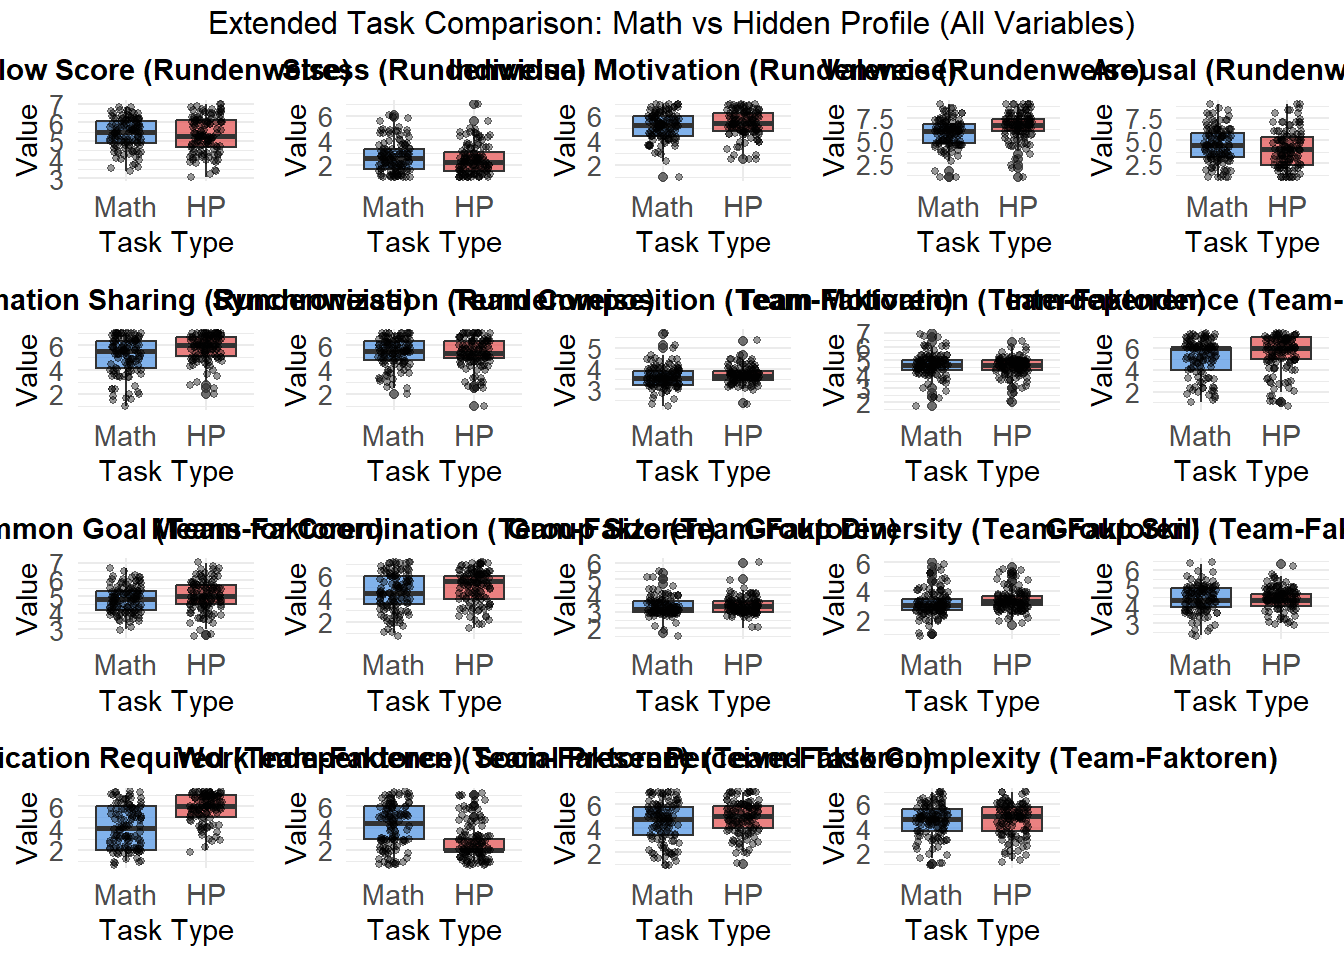 Extended Task Comparison: Math vs Hidden Profile (All Variables)
low Score (Rundenweise)
Stress (Rundenweise)
Individual Motivation (Rundenweise)
Valence (Rundenweise)
Arousal (Rundenw
Value
7
6
5
4
3
Math HP
Task Type
Value
6
4
2
Math HP
Task Type
Value
6
4
2
Math HP
Task Type
Value
7.5
5.0
2.5
Math HP
Task Type
Value
7.5
5.0
2.5
Math HP
Task Type
mation Sharing (Rundenweise)
Synchronization (Rundenweise)
Team Composition (Team-Faktoren)
Team Motivation (Team-Faktoren)
Interdependence (Team-
Value
6
4
2
Math HP
Task Type
Value
6
4
2
Math HP
Task Type
Value
5
4
3
Math HP
Task Type
Value
7
6
5
4
3
2
Math HP
Task Type
Value
6
4
2
Math HP
Task Type
mmon Goal (Team-Faktoren)
Means for Coordination (Team-Faktoren)
Group Size (Team-Faktoren)
Group Diversity (Team-Faktoren)
Group Skill (Team-Fak
Value
7
6
5
4
3
Math HP
Task Type
Value
6
4
2
Math HP
Task Type
Value
6
5
4
3
2
Math HP
Task Type
Value
6
4
2
Math HP
Task Type
Value
6
5
4
3
Math HP
Task Type
ication Required (Team-Faktoren)
Work Independence (Team-Faktoren)
Social Presence (Team-Faktoren)
Perceived Task Complexity (Team-Faktoren)
Value
6
4
2
Math HP
Task Type
Value
6
4
2
Math HP
Task Type
Value
6
4
2
Math HP
Task Type
Value
6
4
2
Math HP
Task Type